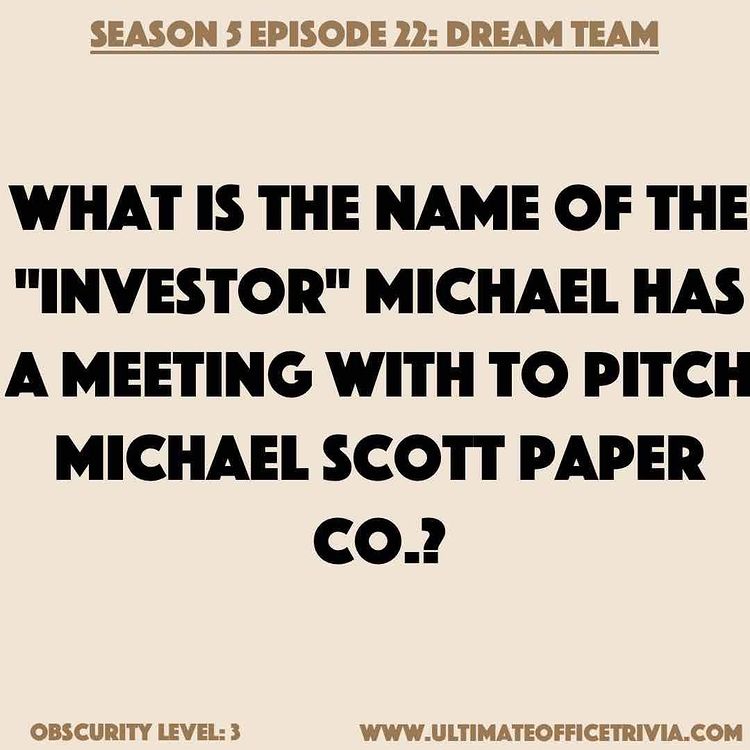 SEASON 5 EPISODE 22: DREAM TEAM
WHAT IS THE NAME OF THE
"INVESTOR" MICHAEL HAS
A MEETING WITH TO PITCH
MICHAEL SCOTT PAPER
CO.?
OBSCURITY LEVEL: 3
WWW.ULTIMATEOFFICETRIVIA.COM